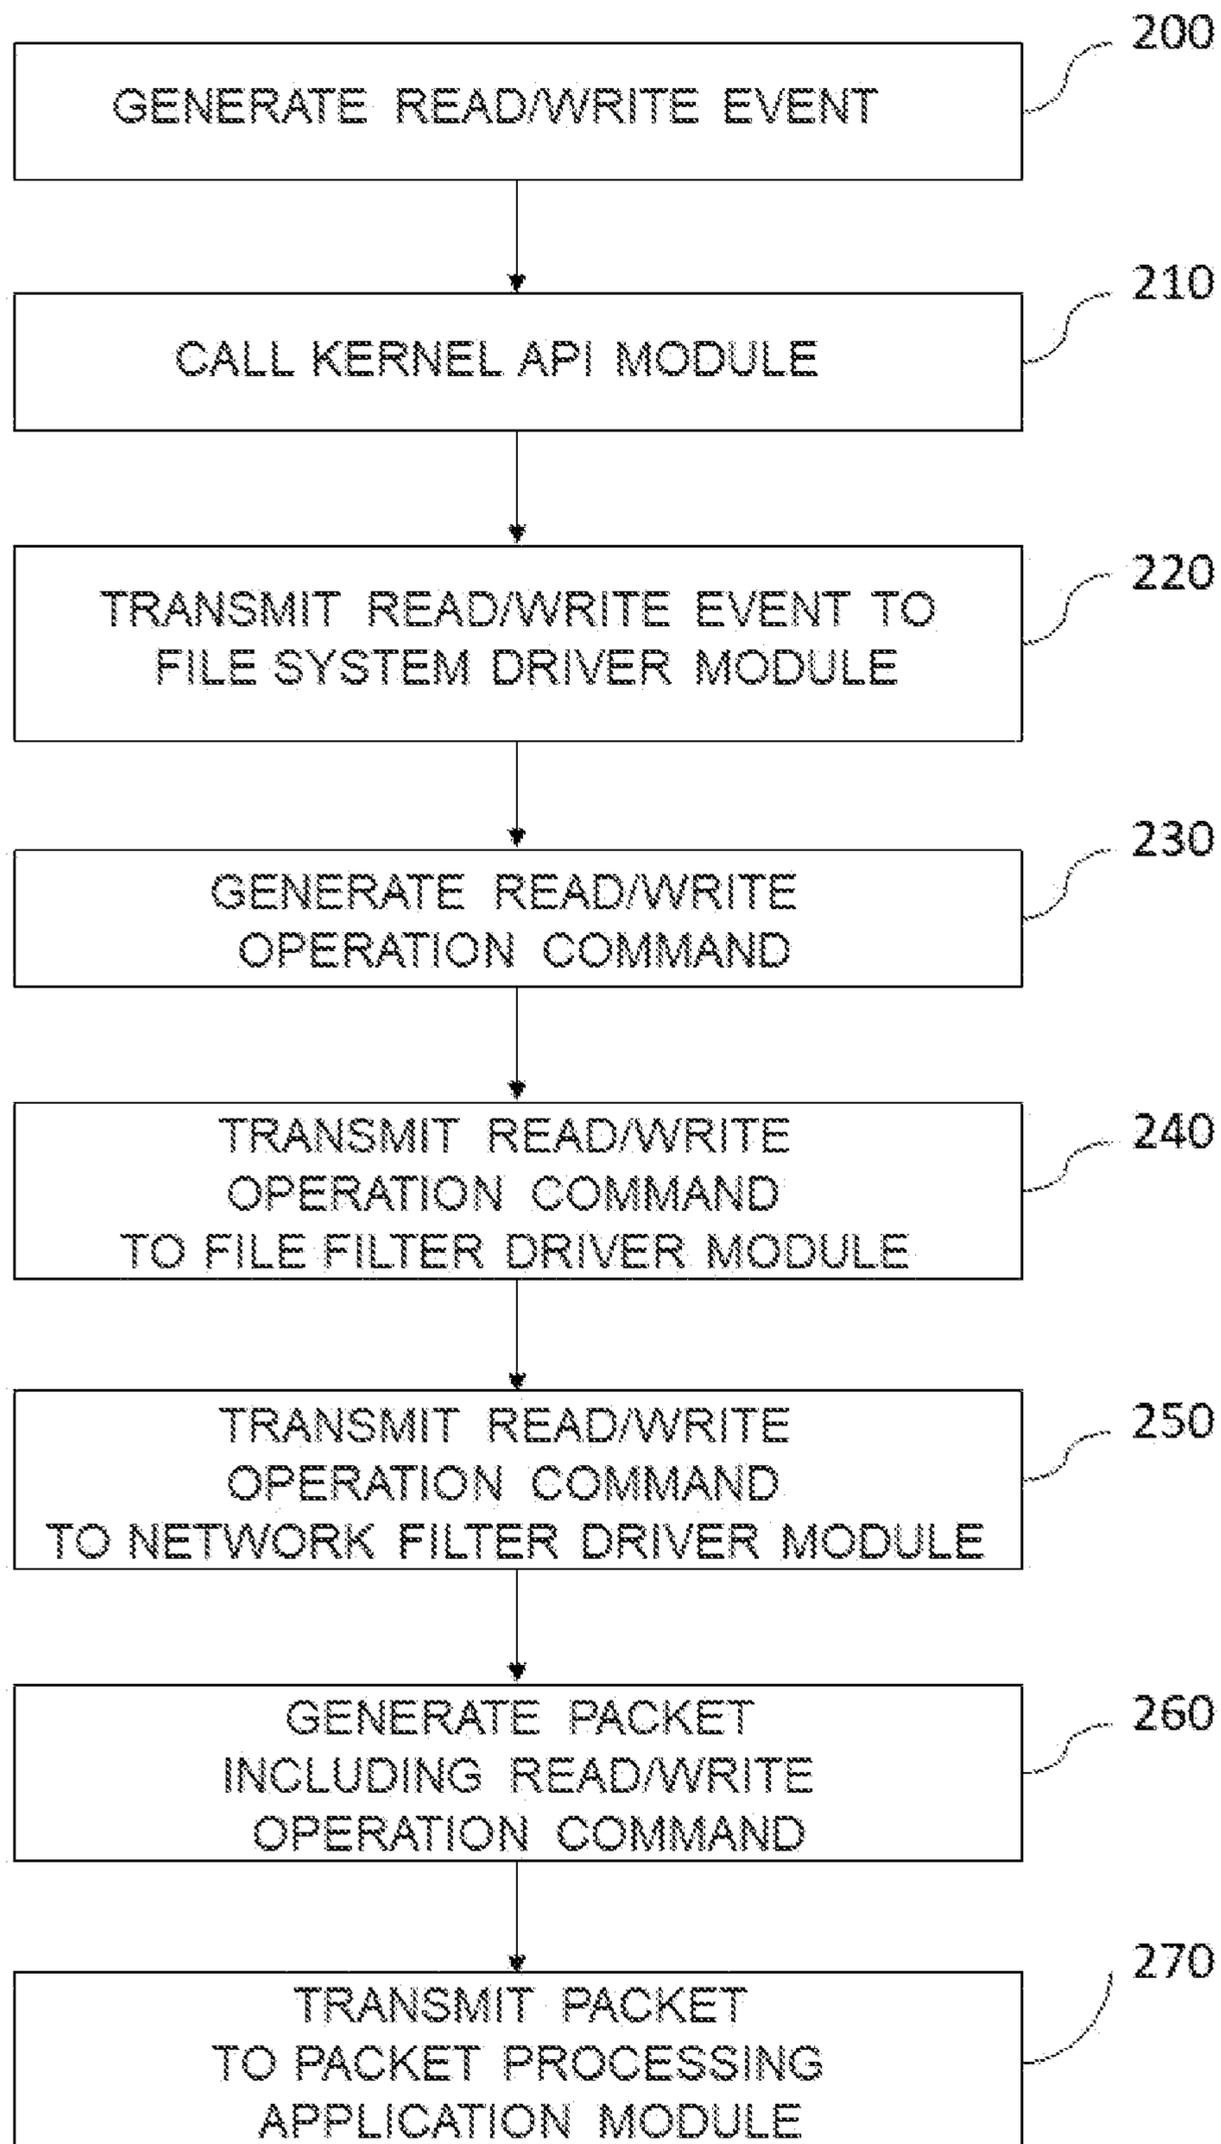 200
GENERATE READ/WRITE EVENT
210
CALL KERNEL API MODULE
220
TRANSMIT READ/WRITE EVENT TO
FILE SYSTEM DRIVER MODULE
230
GENERATE READ/WRITE
OPERATION COMMAND
240
TRANSMIT READ/WRITE
OPERATION COMMAND
TO FILE FILTER DRIVER MODULE
250
TRANSMIT READ/WRITE
OPERATION COMMAND
TO NETWORK FILTER DRIVER MODULE
260
GENERATE PACKET
INCLUDING READ/WRITE
OPERATION COMMAND
270
TRANSMIT PACKET
TO PACKET PROCESSING
APPLICATION MODULE